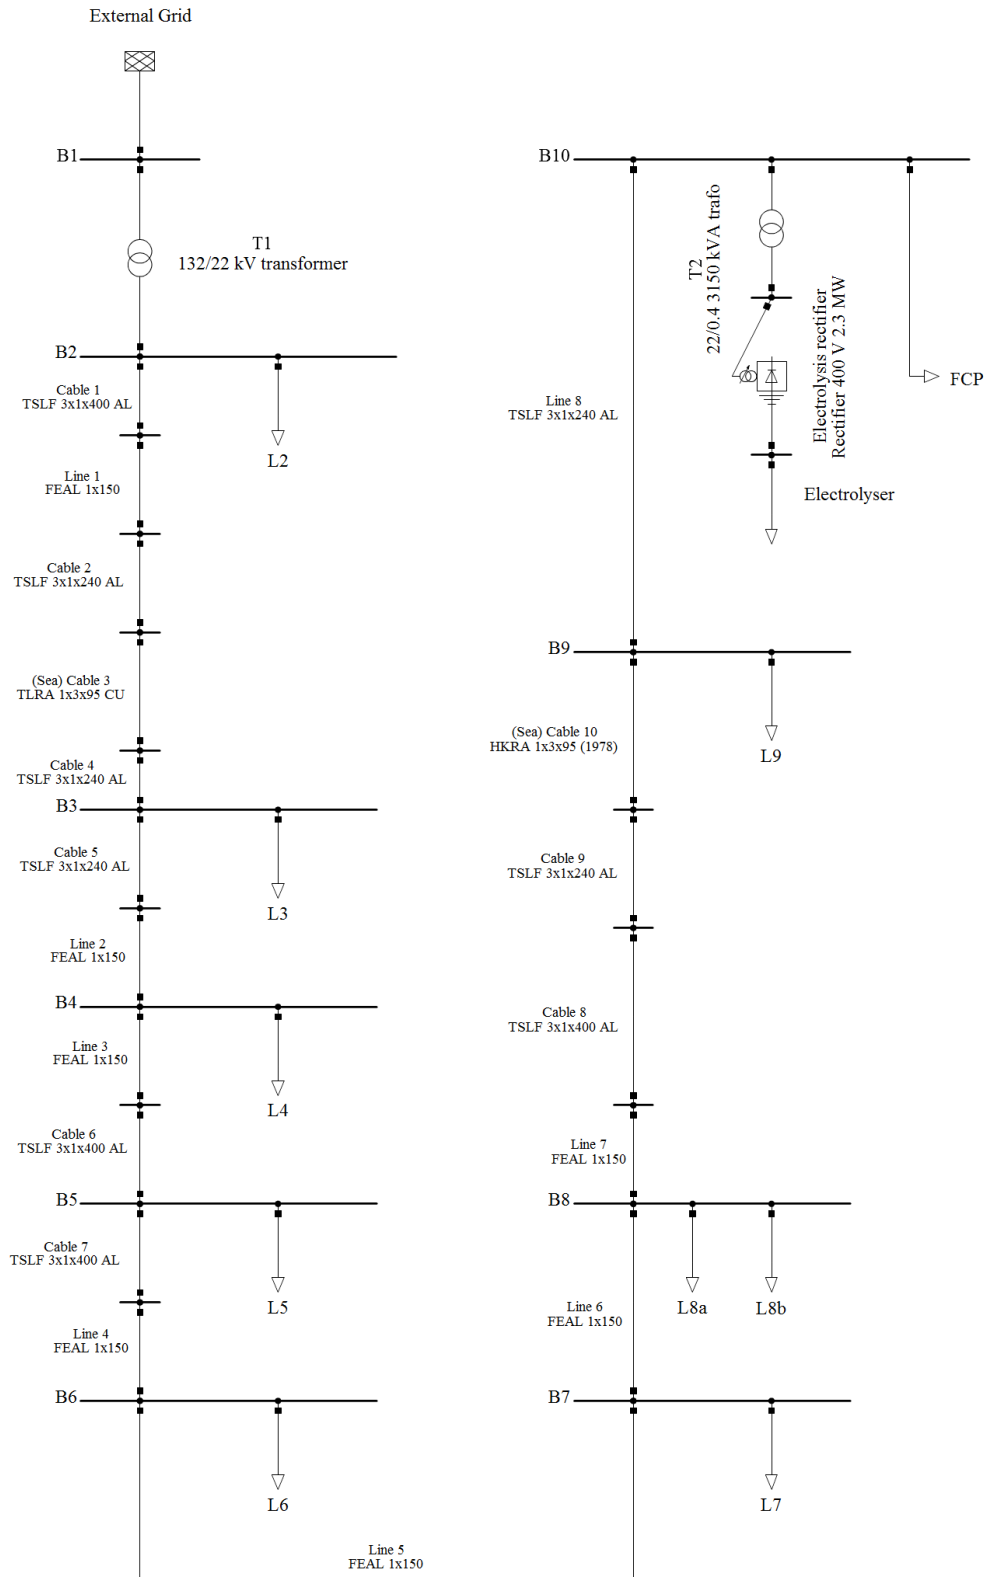 External Grid
B1
T1
132/22 kV transformer
B2
Cable 1
TSLF 3x1x400 AL
L2
Line 1
FEAL 1x150
Cable 2
TSLF 3x1x240 AL
(Sea) Cable 3
TLRA 1x3x95 CU
Cable 4
TSLF 3x1x240 AL
B3
Cable 5
TSLF 3x1x240 AL
L3
Line 2
FEAL 1x150
B4
Line 3
FEAL 1x150
L4
Cable 6
TSLF 3x1x400 AL
B5
Cable 7
TSLF 3x1x400 AL
L5
Line 4
FEAL 1x150
B6
L6
Line 5
FEAL 1x150
B10
T2
22/0.4 3150 kVA trafo
Electrolysis rectifier
Rectifier 400 V 2.3 MW
FCP
Line 8
TSLF 3x1x240 AL
Electrolyser
B9
(Sea) Cable 10
HKRA 1x3x95 (1978)
L9
Cable 9
TSLF 3x1x240 AL
Cable 8
TSLF 3x1x400 AL
Line 7
FEAL 1x150
B8
L8a
L8b
Line 6
FEAL 1x150
B7
L7